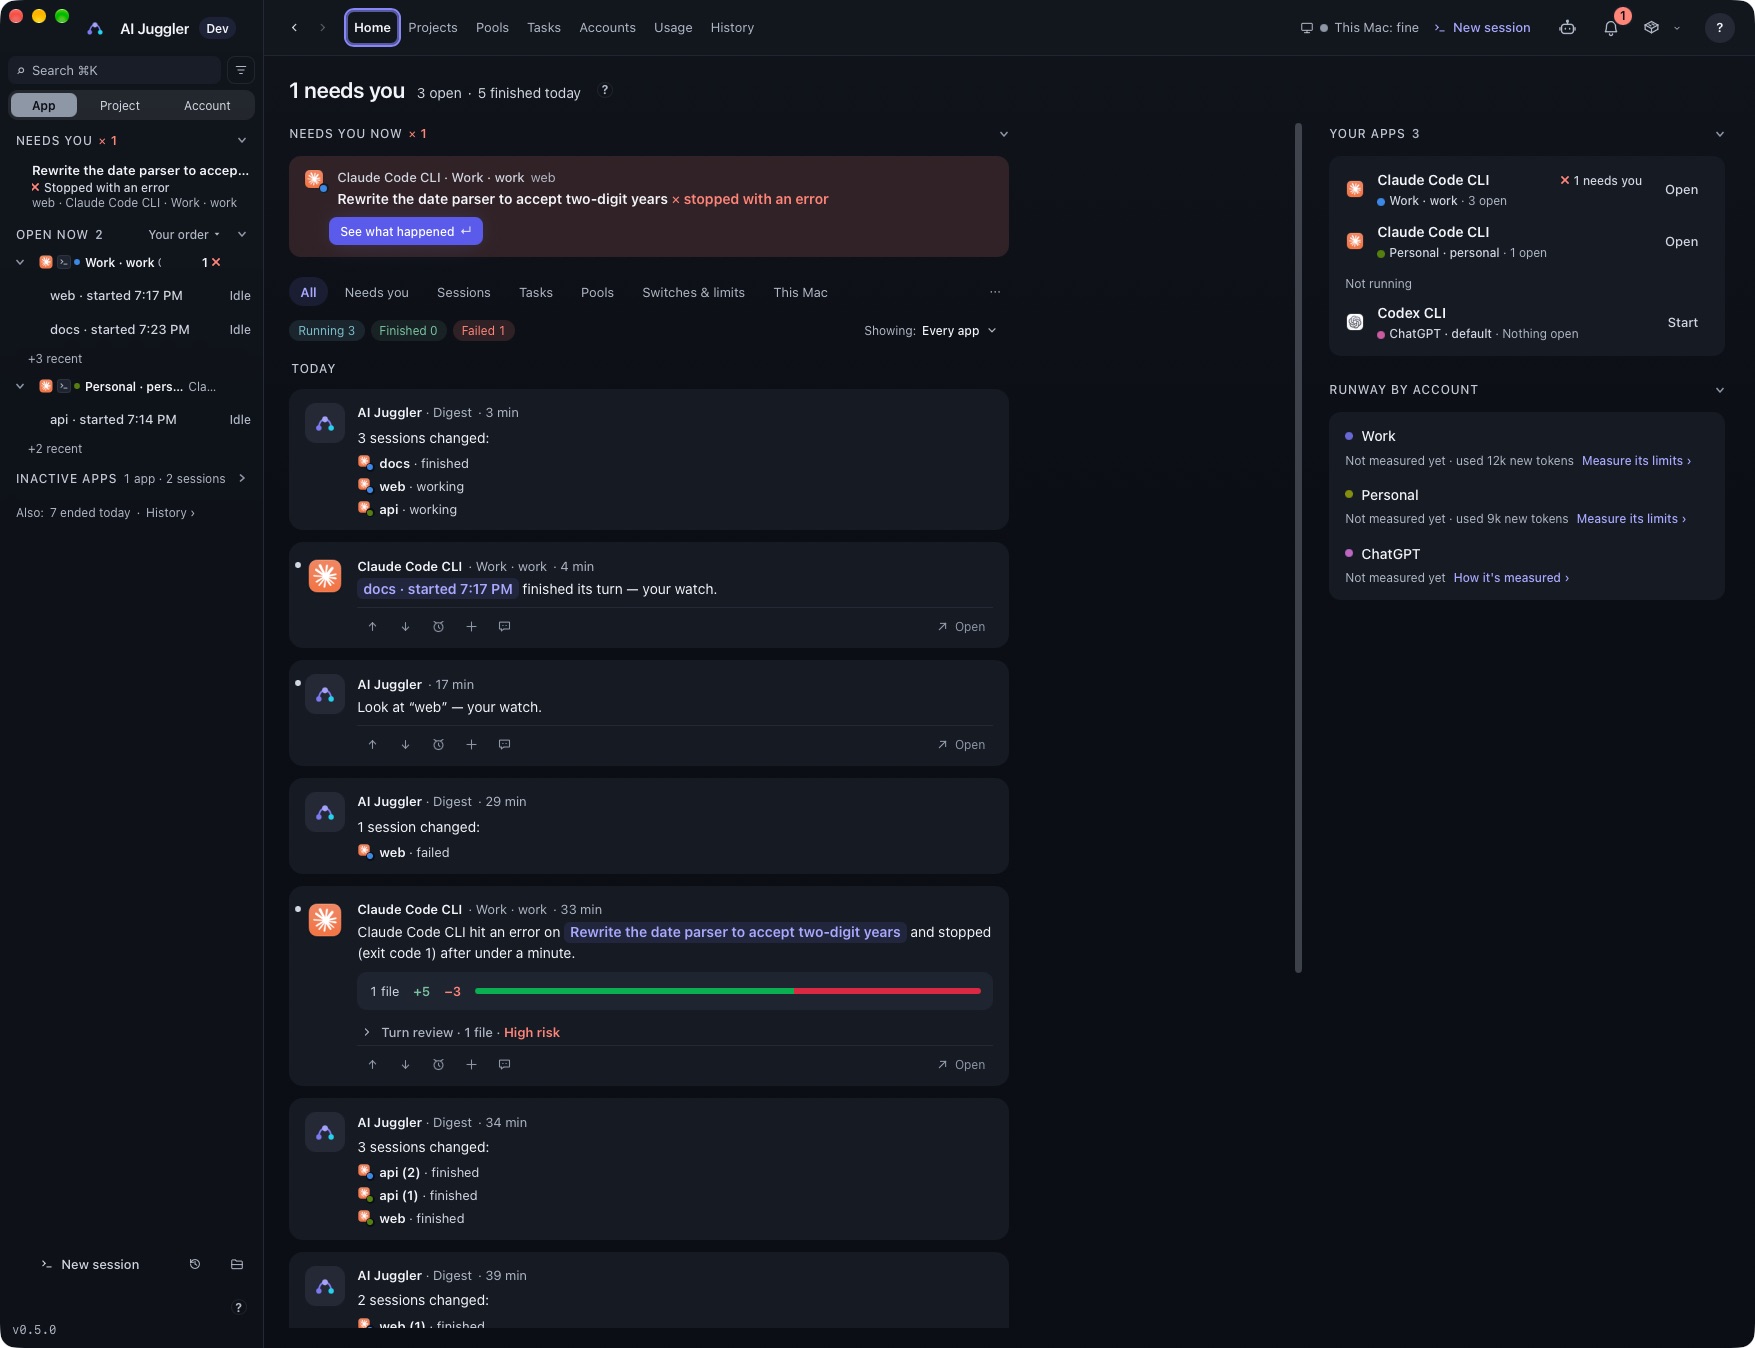 AI Juggler Dev
Search ⌘K
App Project Account
NEEDS YOU × 1
Rewrite the date parser to accep...
× Stopped with an error
web · Claude Code CLI · Work · work
OPEN NOW 2 Your order
Work · work 1 ×
web · started 7:17 PM Idle
docs · started 7:23 PM Idle
+3 recent
Personal · pers... Cla...
api · started 7:14 PM Idle
+2 recent
INACTIVE APPS 1 app · 2 sessions
Also: 7 ended today · History ›
New session
?
v0.5.0
‹ › Home Projects Pools Tasks Accounts Usage History
This Mac: fine New session 1 ?
1 needs you 3 open · 5 finished today ?
NEEDS YOU NOW × 1
Claude Code CLI · Work · work web
Rewrite the date parser to accept two-digit years × stopped with an error
See what happened ↵
All Needs you Sessions Tasks Pools Switches & limits This Mac ···
Running 3 Finished 0 Failed 1 Showing: Every app
TODAY
AI Juggler · Digest · 3 min
3 sessions changed:
docs · finished
web · working
api · working
Claude Code CLI · Work · work · 4 min
docs · started 7:17 PM finished its turn — your watch.
↑ ↓ + Open
AI Juggler · 17 min
Look at “web” — your watch.
↑ ↓ + Open
AI Juggler · Digest · 29 min
1 session changed:
web · failed
Claude Code CLI · Work · work · 33 min
Claude Code CLI hit an error on Rewrite the date parser to accept two-digit years and stopped
(exit code 1) after under a minute.
1 file +5 −3
Turn review · 1 file · High risk
↑ ↓ + Open
AI Juggler · Digest · 34 min
3 sessions changed:
api (2) · finished
api (1) · finished
web · finished
AI Juggler · Digest · 39 min
2 sessions changed:
web (1) · finished
YOUR APPS 3
Claude Code CLI × 1 needs you Open
Work · work · 3 open
Claude Code CLI Open
Personal · personal · 1 open
Not running
Codex CLI Start
ChatGPT · default · Nothing open
RUNWAY BY ACCOUNT
Work
Not measured yet · used 12k new tokens Measure its limits ›
Personal
Not measured yet · used 9k new tokens Measure its limits ›
ChatGPT
Not measured yet How it's measured ›